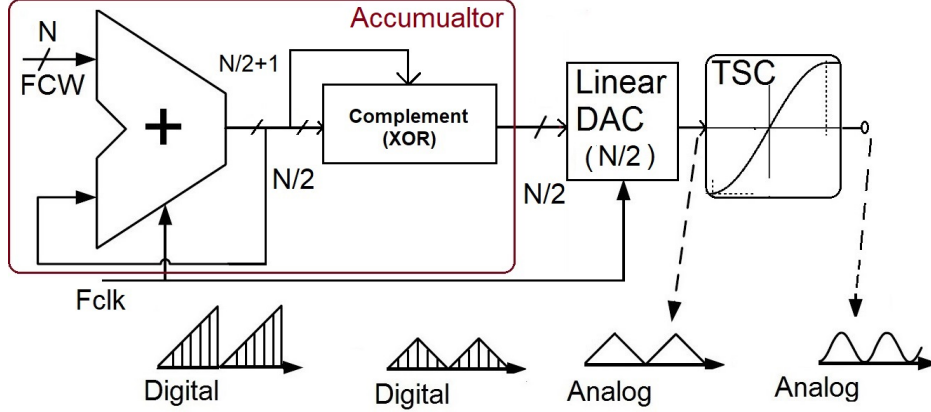 Accumualtor
N
FCW
+
N/2+1
Complement
(XOR)
N/2
N/2
Linear
DAC
(N/2)
TSC
Fclk
Digital
Digital
Analog
Analog